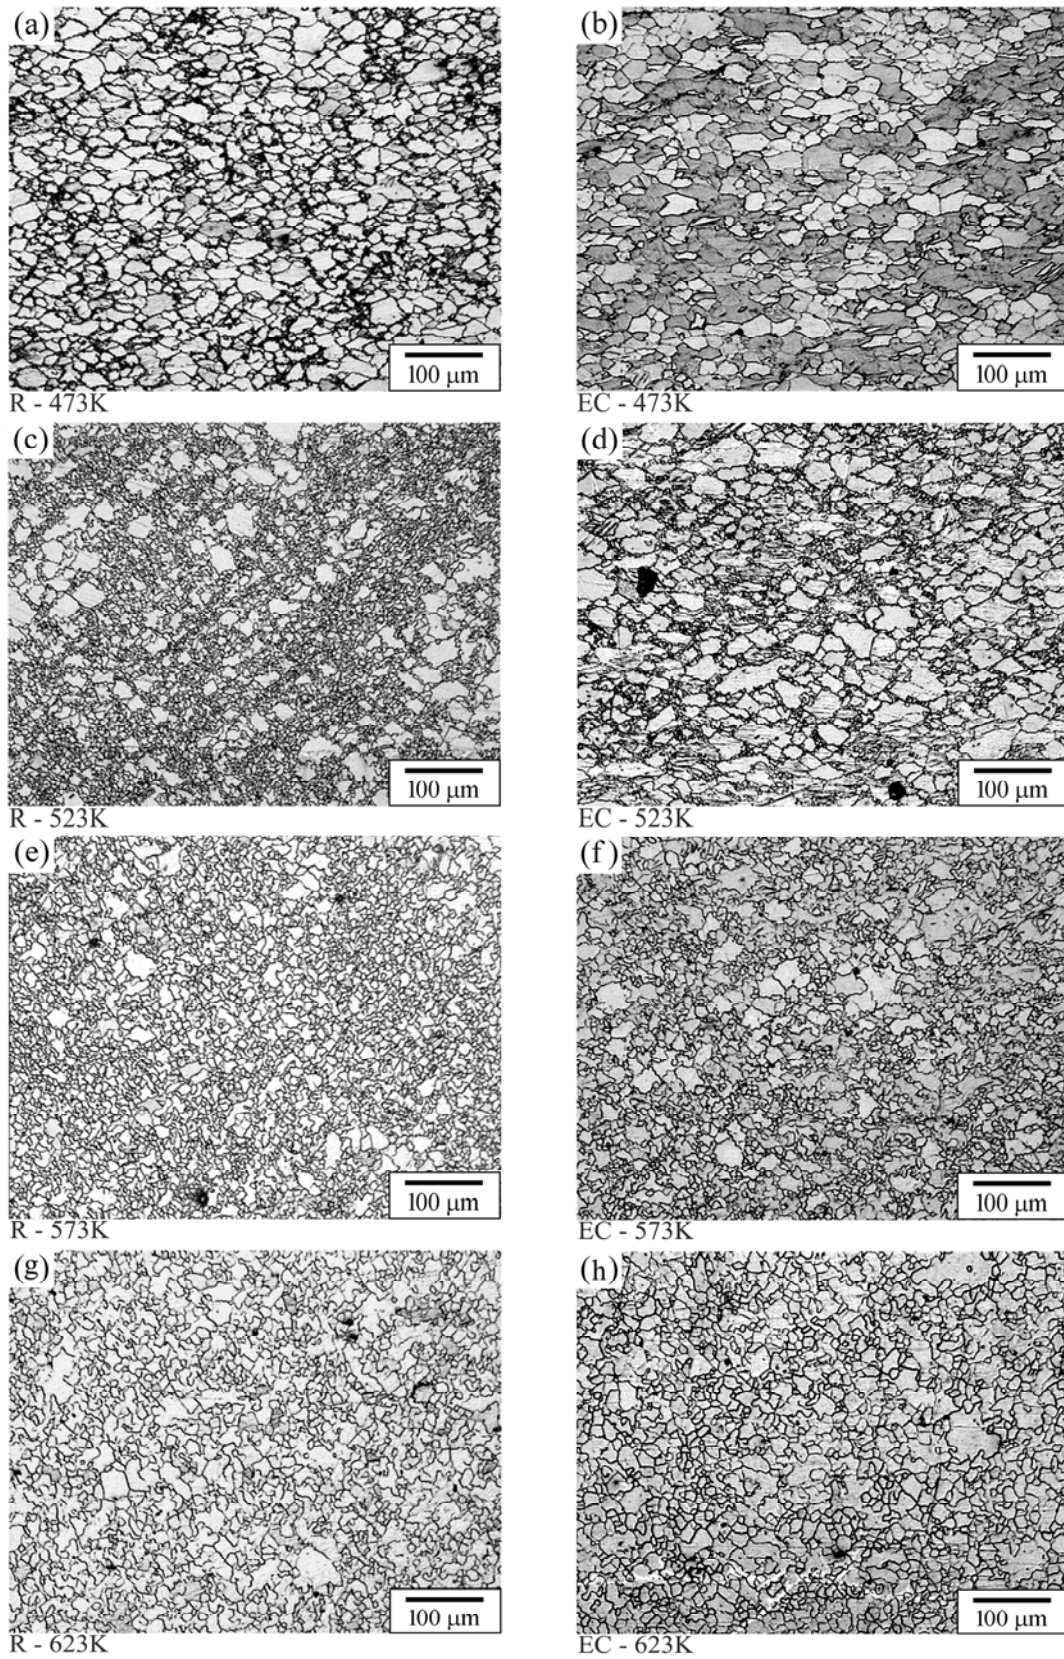 (a)
(b)
100 µm
100 µm
R - 473K
EC - 473K
(c)
(d)
100 µm
100 µm
R - 523K
EC - 523K
(e)
(f)
100 µm
100 µm
R - 573K
EC - 573K
(g)
(h)
100 µm
100 µm
R - 623K
EC - 623K